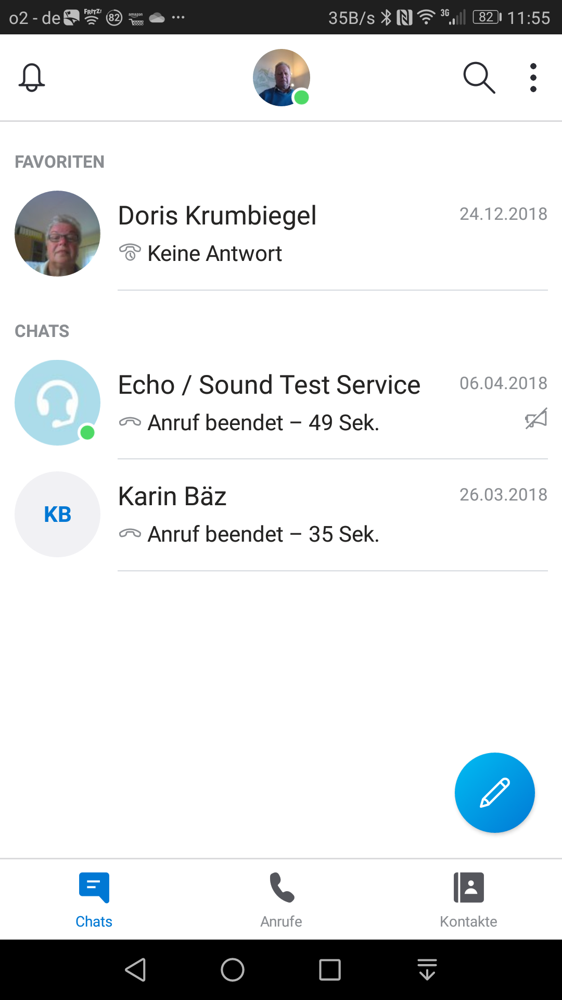 o2 - de FRITZ! 82 amazon ... 35B/s 3G 82 11:55
FAVORITEN
Doris Krumbiegel 24.12.2018
Keine Antwort
CHATS
Echo / Sound Test Service 06.04.2018
Anruf beendet – 49 Sek.
KB Karin Bäz 26.03.2018
Anruf beendet – 35 Sek.
Chats Anrufe Kontakte